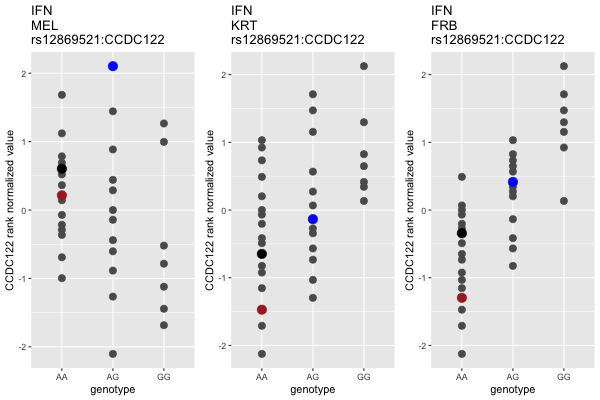 IFN
MEL
rs12869521:CCDC122
CCDC122 rank normalized value
2
1
0
-1
-2
AA AG GG
genotype
IFN
KRT
rs12869521:CCDC122
CCDC122 rank normalized value
2
1
0
-1
-2
AA AG GG
genotype
IFN
FRB
rs12869521:CCDC122
CCDC122 rank normalized value
2
1
0
-1
-2
AA AG GG
genotype